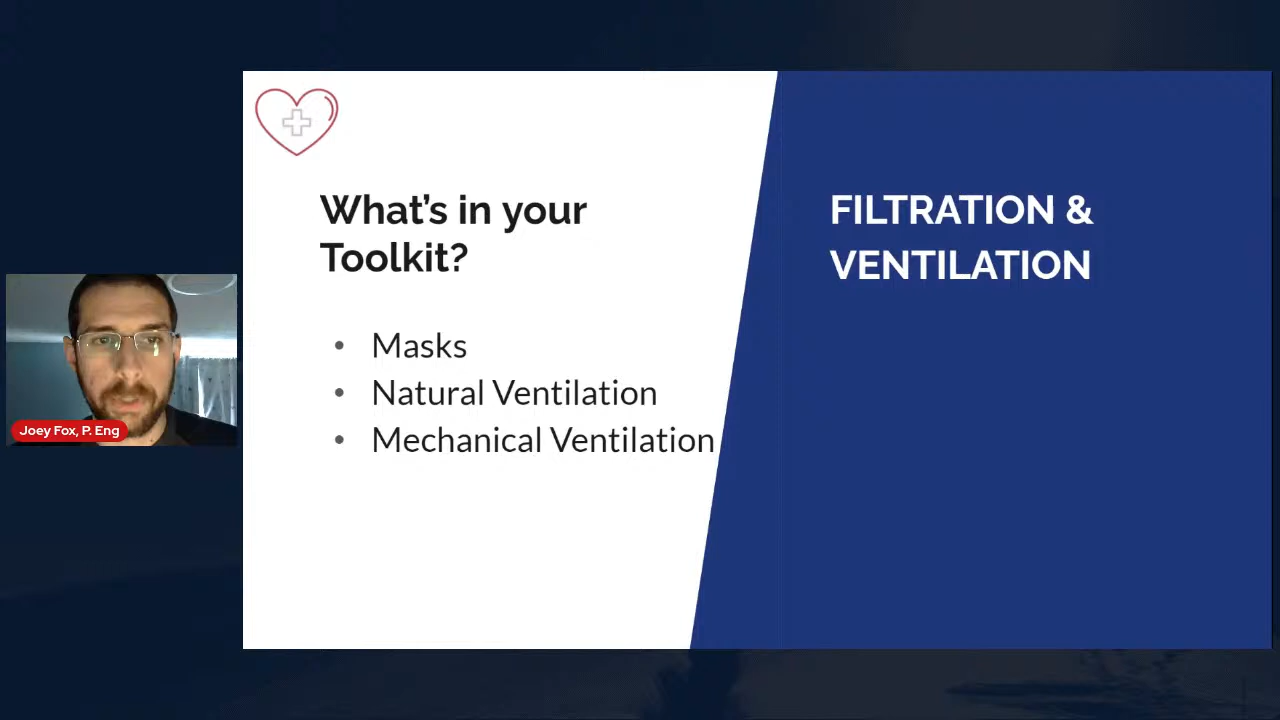 What's in your
Toolkit?
• Masks
• Natural Ventilation
• Mechanical Ventilation
FILTRATION &
VENTILATION
Joey Fox, P. Eng